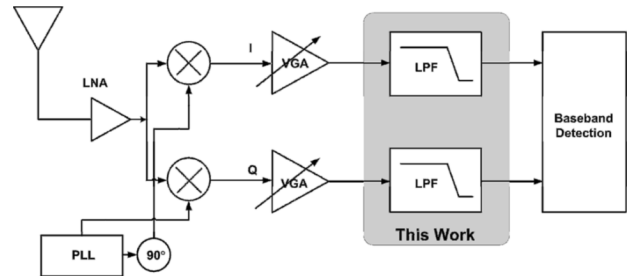 LNA
I
VGA
LPF
Baseband
Detection
Q
VGA
LPF
PLL
90°
This Work